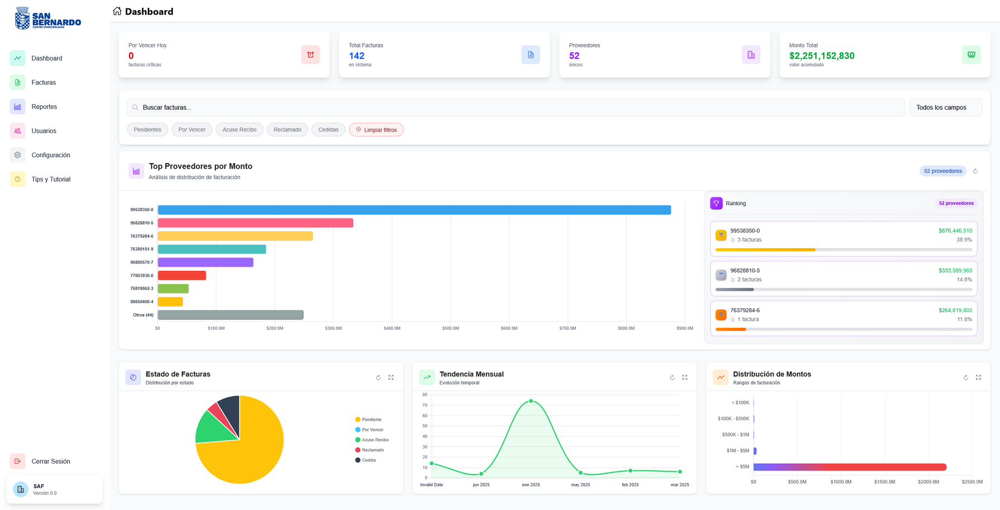 SAN
BERNARDO
ILUSTRE MUNICIPALIDAD
Dashboard
Facturas
Reportes
Usuarios
Configuración
Tips y Tutorial
Cerrar Sesión
SAF
Versión 0.0
Dashboard
Por Vencer Hoy
0
facturas críticas
Total Facturas
142
en sistema
Proveedores
52
únicos
Monto Total
$2,251,152,830
valor acumulado
Buscar facturas...
Todos los campos
Pendientes
Por Vencer
Acuse Recibo
Reclamado
Cedidas
Limpiar filtros
Top Proveedores por Monto
Análisis de distribución de facturación
52 proveedores
99538350-0
96828810-5
76379284-6
76380151-9
96800570-7
77603930-6
76819062-3
88650400-4
Otros (44)
$0
$100.0M
$200.0M
$300.0M
$400.0M
$500.0M
$600.0M
$700.0M
$800.0M
$900.0M
Ranking
52 proveedores
99538350-0
$876,446,510
3 facturas
38.9%
96828810-5
$333,589,965
2 facturas
14.8%
76379284-6
$264,819,802
1 factura
11.8%
Estado de Facturas
Distribución por estado
Pendiente
Por Vencer
Acuse Recibo
Reclamado
Cedida
Tendencia Mensual
Evolución temporal
80
70
60
50
40
30
20
10
0
Invalid Date
jun 2025
ene 2025
may 2025
feb 2025
mar 2025
Distribución de Montos
Rangos de facturación
< $100K
$100K - $500K
$500K - $1M
$1M - $5M
> $5M
$0
$500.0M
$1000.0M
$1500.0M
$2000.0M
$2500.0M